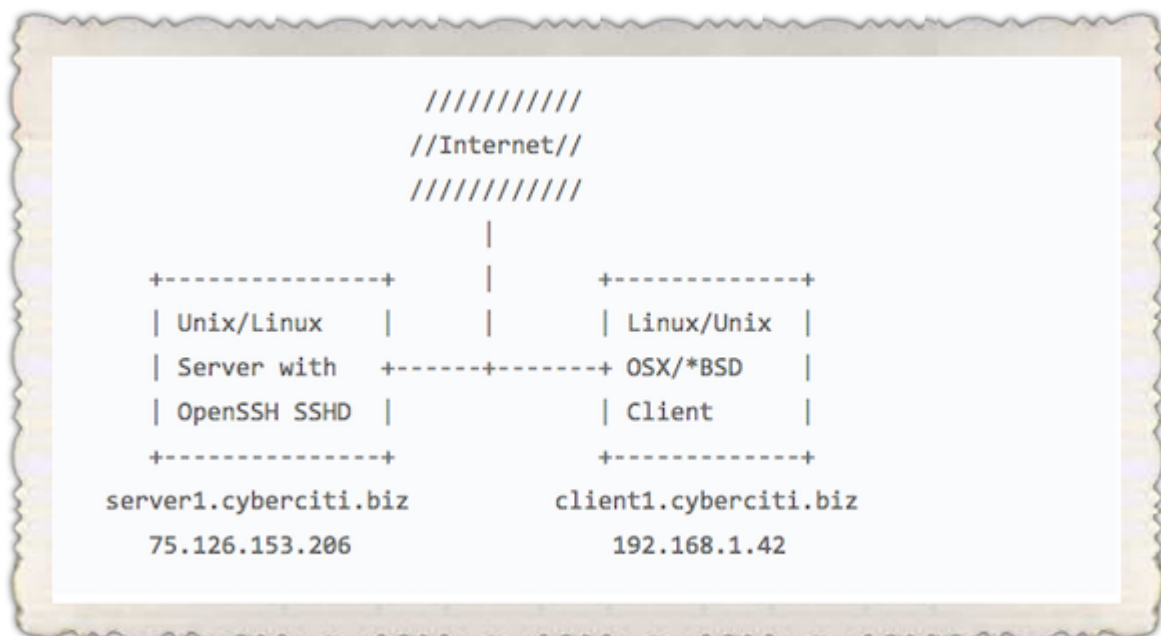 ///////////
//Internet//
////////////
|
+---------------+ | +-------------+
| Unix/Linux | | | Linux/Unix |
| Server with +------+-------+ OSX/*BSD |
| OpenSSH SSHD | | Client |
+---------------+ +-------------+
server1.cyberciti.biz client1.cyberciti.biz
75.126.153.206 192.168.1.42